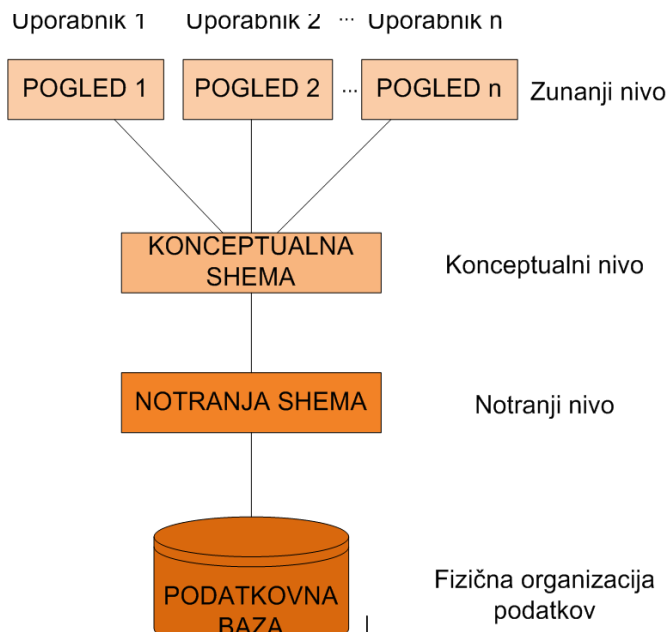 Uporabnik 1 Uporabnik 2 ... Uporabnik n
POGLED 1 POGLED 2 ... POGLED n Zunanji nivo
KONCEPTUALNA
SHEMA
Konceptualni nivo
NOTRANJA SHEMA Notranji nivo
PODATKOVNA
BAZA
Fizična organizacija
podatkov